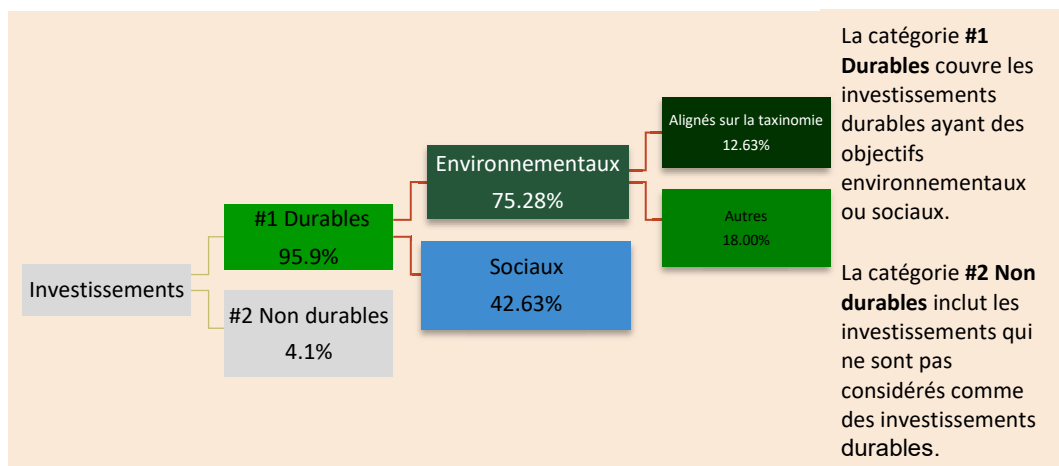 Investissements
#1 Durables
95.9%
#2 Non durables
4.1%
Environnementaux
75.28%
Sociaux
42.63%
Alignés sur la taxinomie
12.63%
Autres
18.00%
La catégorie #1
Durables couvre les
investissements
durables ayant des
objectifs
environnementaux
ou sociaux.
La catégorie #2 Non
durables inclut les
investissements qui
ne sont pas
considérés comme
des investissements
durables.